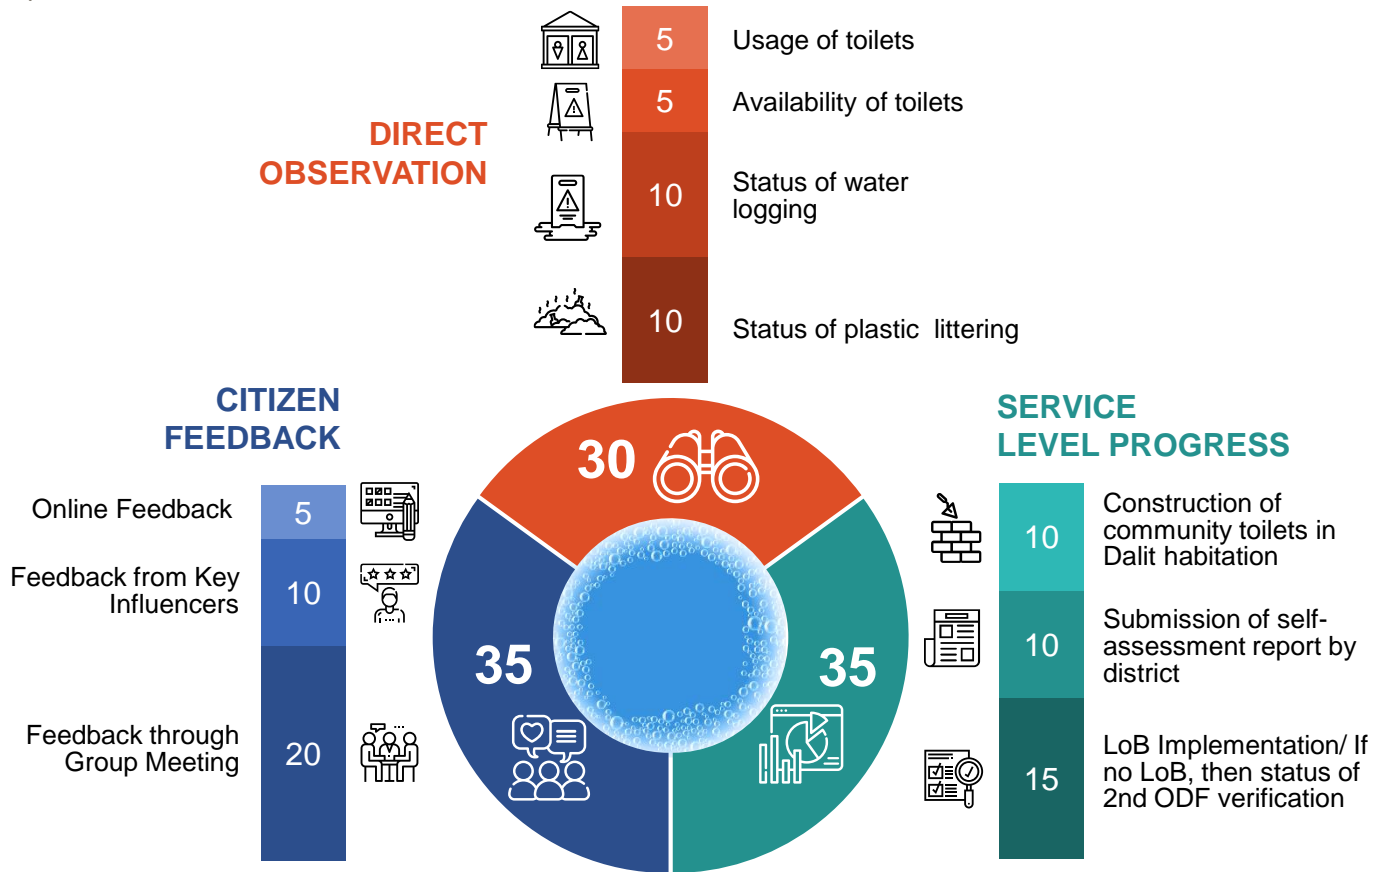 DIRECT
OBSERVATION
5
Usage of toilets
5
Availability of toilets
10
Status of water
logging
10
Status of plastic littering
CITIZEN
FEEDBACK
Online Feedback
5
Feedback from Key
Influencers
10
Feedback through
Group Meeting
20
30
35
35
SERVICE
LEVEL PROGRESS
10
Construction of
community toilets in
Dalit habitation
10
Submission of self-
assessment report by
district
15
LoB Implementation/ If
no LoB, then status of
2nd ODF verification